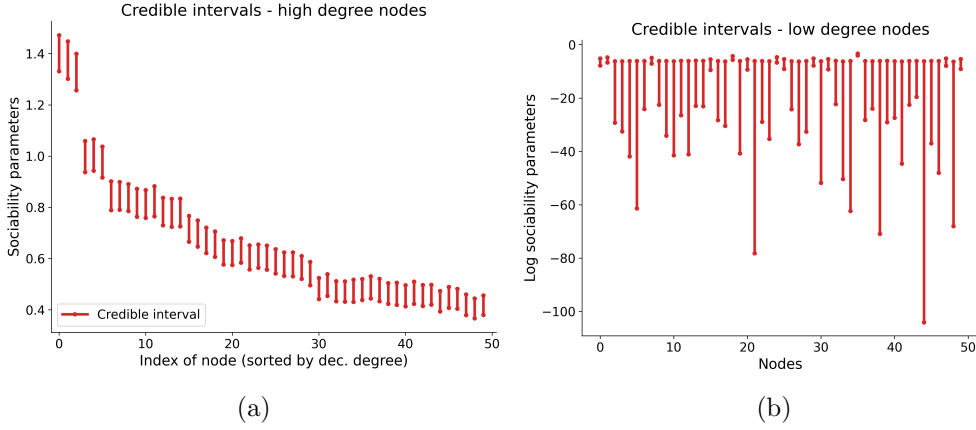 Credible intervals - high degree nodes
Sociability parameters
1.4
1.2
1.0
0.8
0.6
0.4
Credible interval
0
10
20
30
40
50
Index of node (sorted by dec. degree)
(a)
Credible intervals - low degree nodes
Log sociability parameters
0
−20
−40
−60
−80
−100
0
10
20
30
40
50
Nodes
(b)